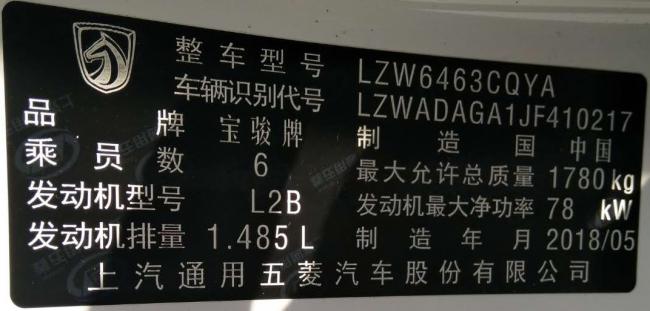 整车型号 LZW6463CQYA
车辆识别代号 LZWADAGA1JF410217
品牌 宝骏牌 制造国 中国
乘员数 6 最大允许总质量 1780kg
发动机型号 L2B 发动机最大净功率 78 kW
发动机排量 1.485L 制造年月 2018/05
上汽通用五菱汽车股份有限公司